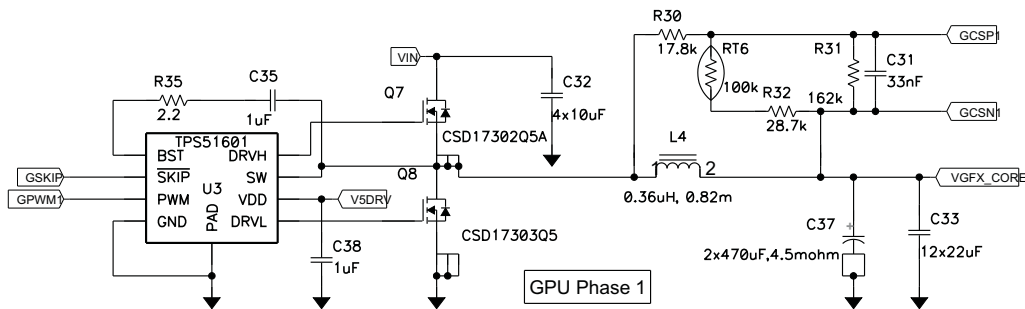 R30
17.8k
GCSP1
VIN
RT6
R31
C31
33nF
R35
2.2
C35
1uF
Q7
C32
4x10uF
100k
R32
28.7k
162k
GCSN1
TPS51601
CSD17302Q5A
BST
DRVH
GSKIP
SKIP
SW
Q8
L4
1
2
GPWM1
PWM
U3
VDD
V5DRV
0.36uH, 0.82m
VGFX_CORE
GND
PAD
DRVL
CSD17303Q5
C37
+
C33
C38
1uF
2x470uF,4.5mohm
12x22uF
GPU Phase 1